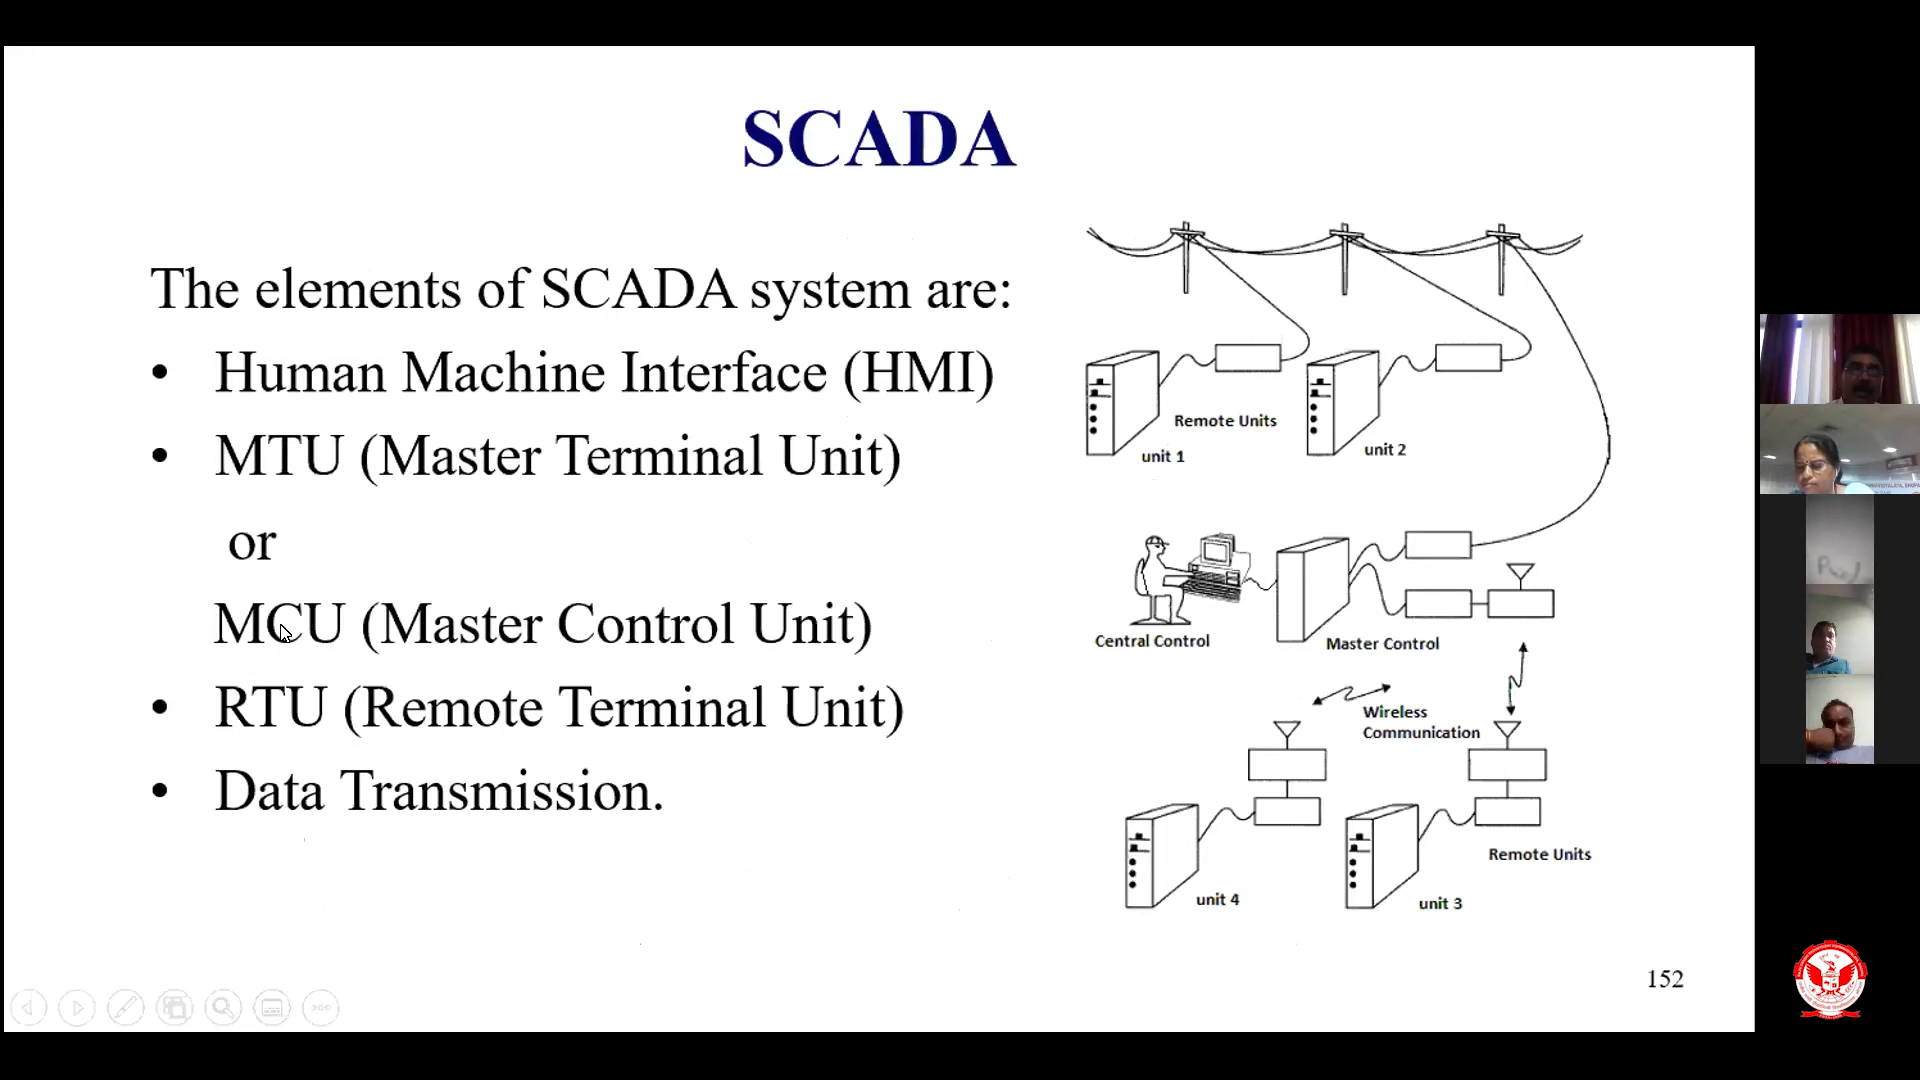 SCADA
The elements of SCADA system are:
• Human Machine Interface (HMI)
• MTU (Master Terminal Unit)
or
MCU (Master Control Unit)
• RTU (Remote Terminal Unit)
• Data Transmission.
Remote Units
unit 1
unit 2
Central Control
Master Control
Wireless
Communication
Remote Units
unit 4
unit 3
152